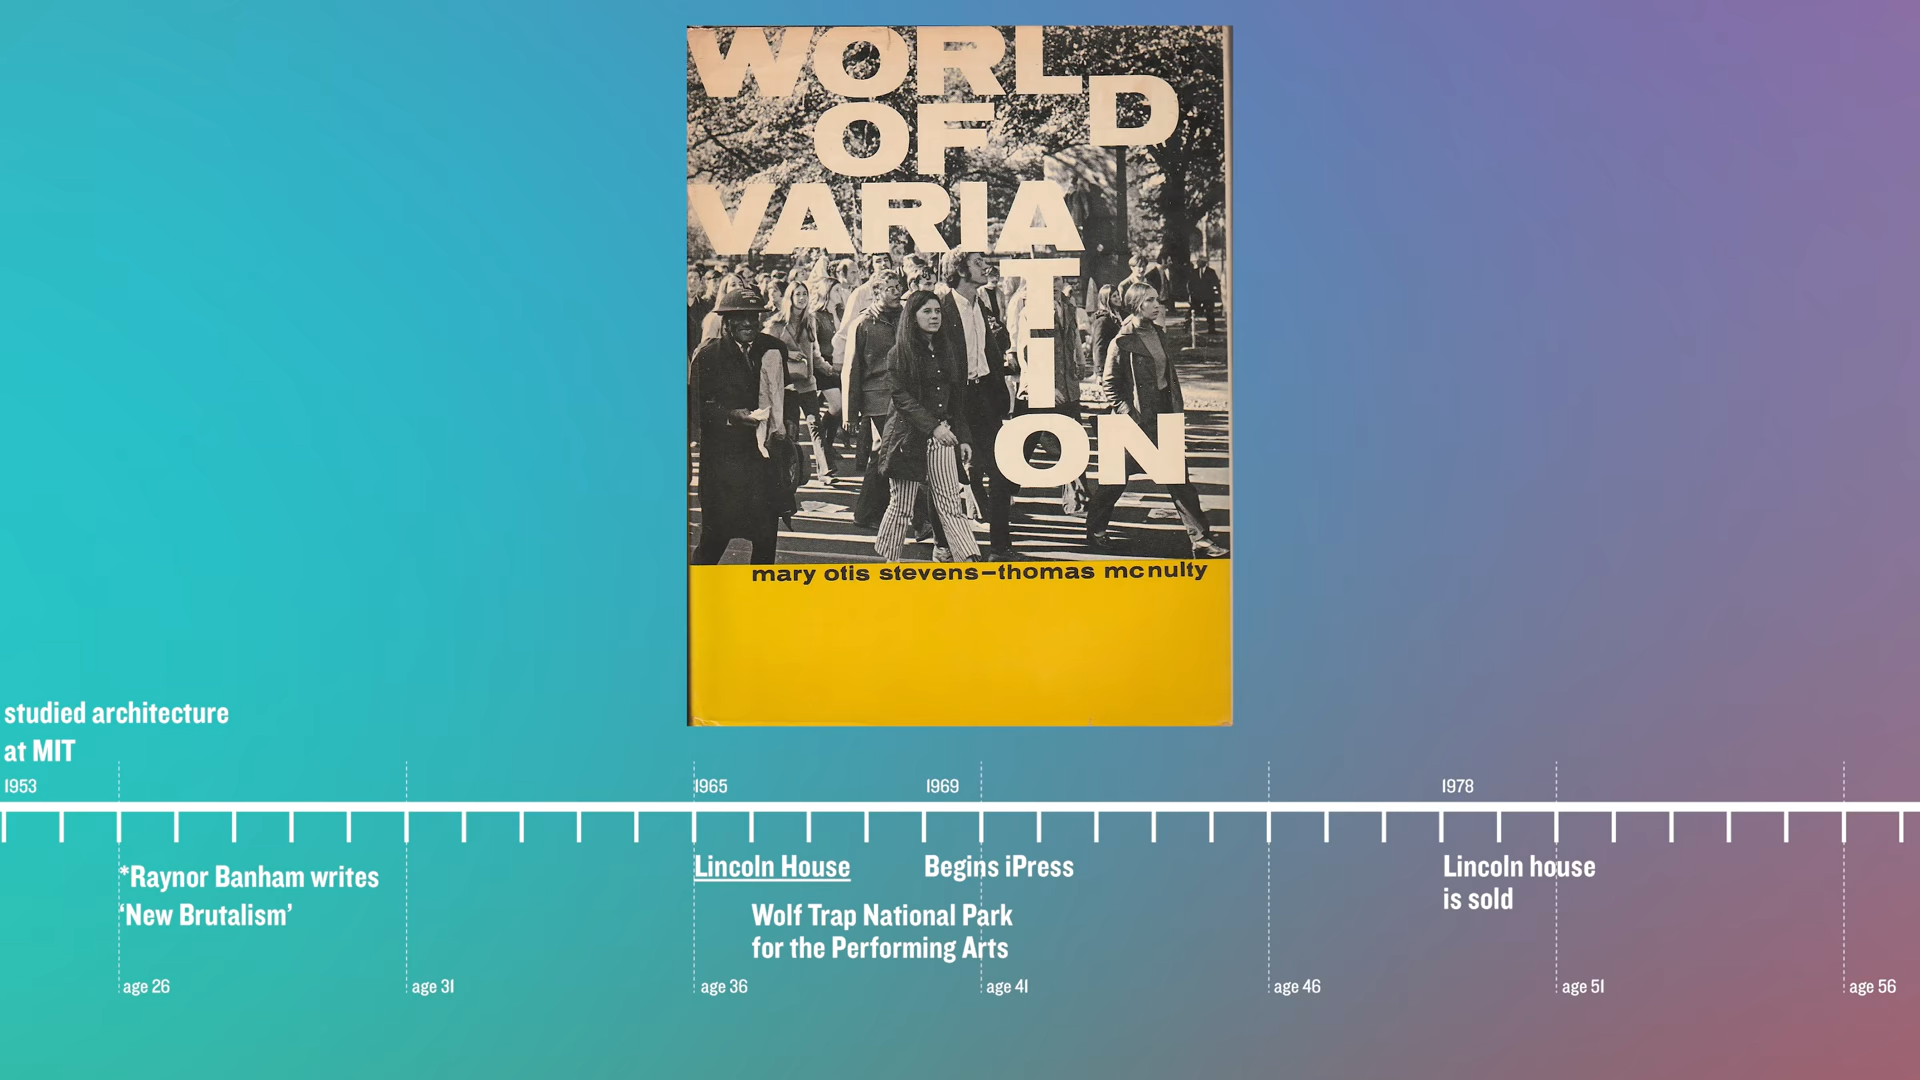 WORLD
OF
VARIATION
mary otis stevens–thomas mcnulty
studied architecture
at MIT
1953
1965
1969
1978
*Raynor Banham writes
‘New Brutalism’
Lincoln House
Begins iPress
Wolf Trap National Park
for the Performing Arts
Lincoln house
is sold
age 26
age 31
age 36
age 41
age 46
age 51
age 56